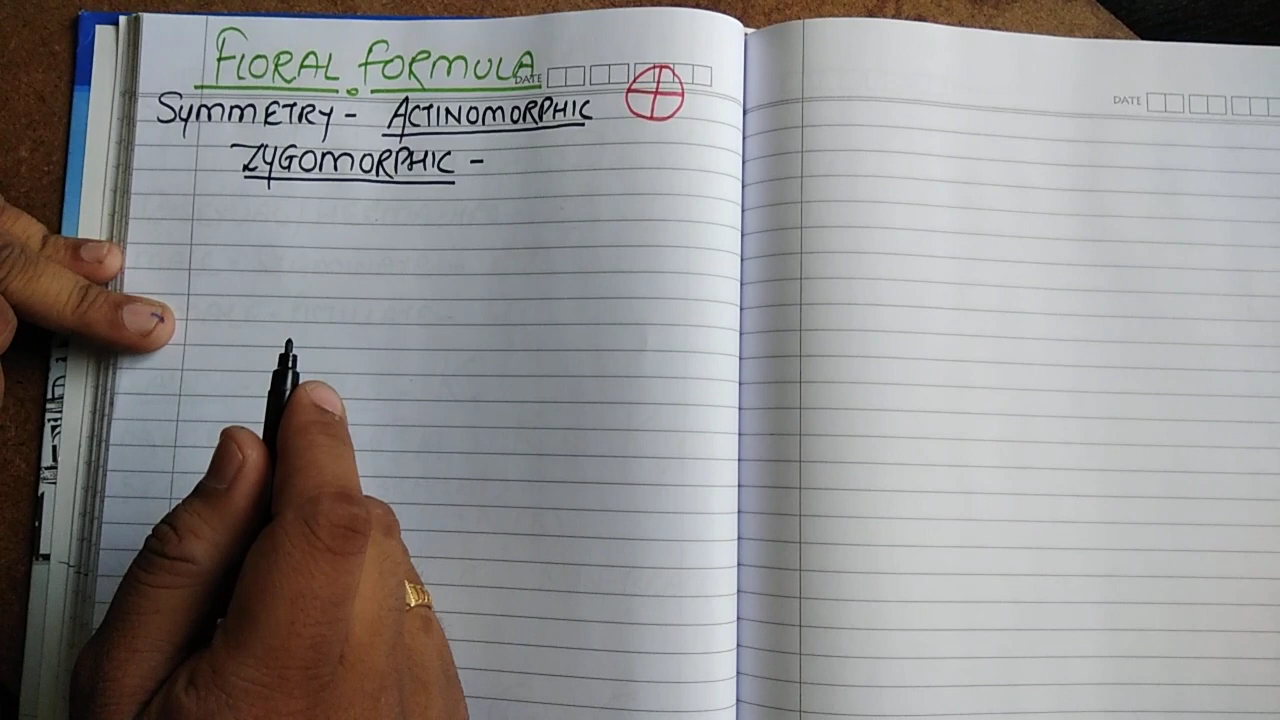 FLORAL FORMULA
DATE
SYMMETRY - ACTINOMORPHIC
ZYGOMORPHIC -
DATE